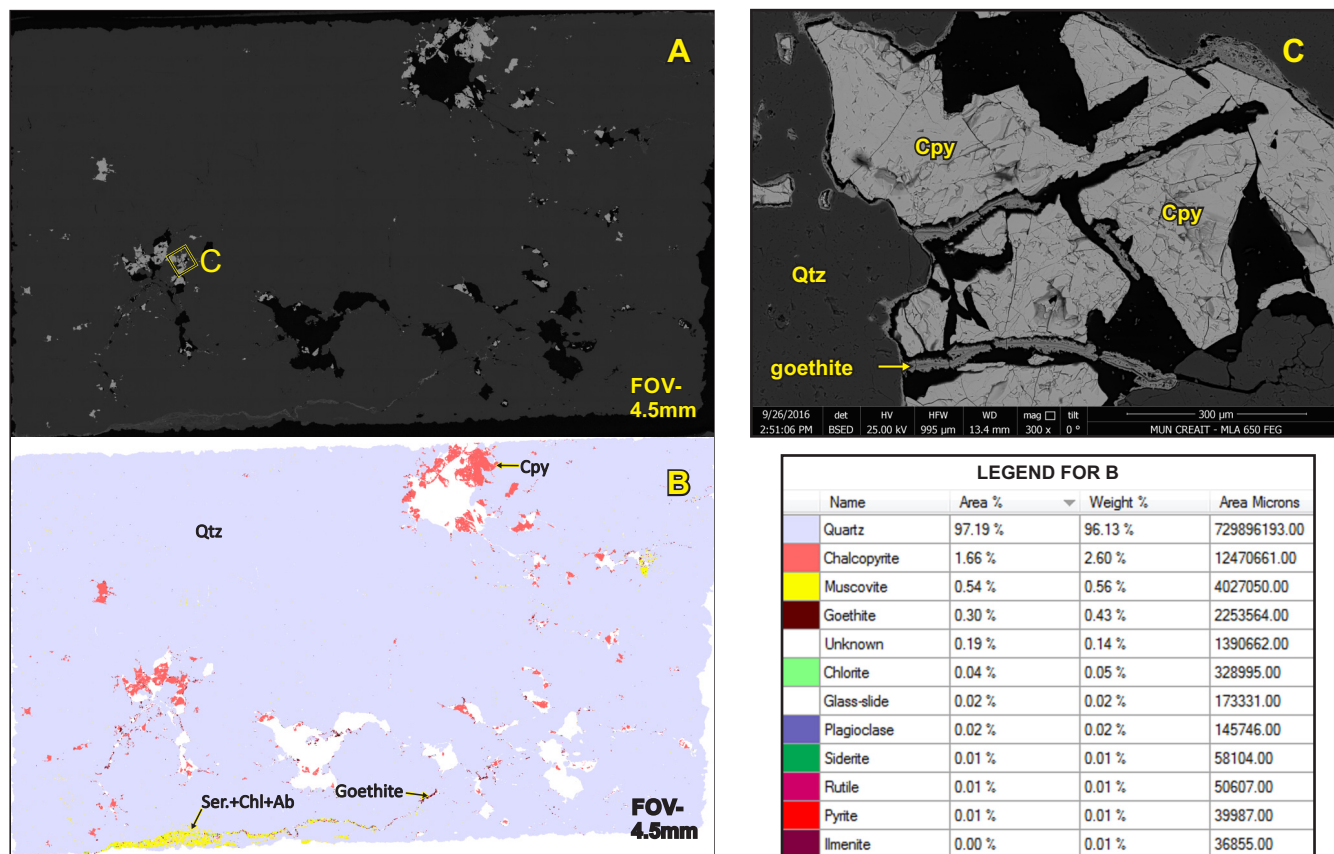 A
C
FOV-
4.5mm
B
Cpy
Qtz
Goethite
Ser.+Chl+Ab
FOV-
4.5mm
C
Cpy
Cpy
Qtz
goethite
9/26/2016 det HV HFW WD mag □ tilt 300 µm
2:51:06 PM BSED 25.00 kV 995 µm 13.4 mm 300 x 0 ° MUN CREAIT - MLA 650 FEG
LEGEND FOR B
Name Area % Weight % Area Microns
Quartz 97.19 % 96.13 % 729896193.00
Chalcopyrite 1.66 % 2.60 % 12470661.00
Muscovite 0.54 % 0.56 % 4027050.00
Goethite 0.30 % 0.43 % 2253564.00
Unknown 0.19 % 0.14 % 1390662.00
Chlorite 0.04 % 0.05 % 328995.00
Glass-slide 0.02 % 0.02 % 173331.00
Plagioclase 0.02 % 0.02 % 145746.00
Siderite 0.01 % 0.01 % 58104.00
Rutile 0.01 % 0.01 % 50607.00
Pyrite 0.01 % 0.01 % 39987.00
Ilmenite 0.00 % 0.01 % 36855.00